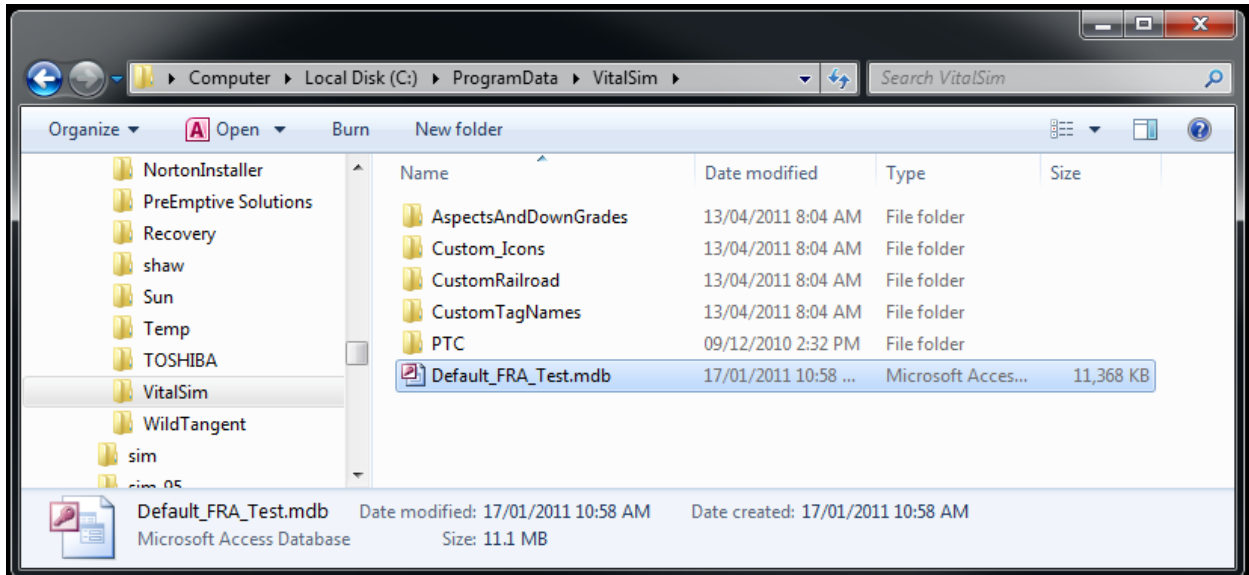 Computer Local Disk (C:) ProgramData VitalSim Search VitalSim
Organize Open Burn New folder
NortonInstaller
PreEmptive Solutions
Recovery
shaw
Sun
Temp
TOSHIBA
VitalSim
WildTangent
sim
sim 95
Name Date modified Type Size
AspectsAndDownGrades 13/04/2011 8:04 AM File folder
Custom_Icons 13/04/2011 8:04 AM File folder
CustomRailroad 13/04/2011 8:04 AM File folder
CustomTagNames 13/04/2011 8:04 AM File folder
PTC 09/12/2010 2:32 PM File folder
Default_FRA_Test.mdb 17/01/2011 10:58 ... Microsoft Acces... 11,368 KB
Default_FRA_Test.mdb Date modified: 17/01/2011 10:58 AM Date created: 17/01/2011 10:58 AM
Microsoft Access Database Size: 11.1 MB